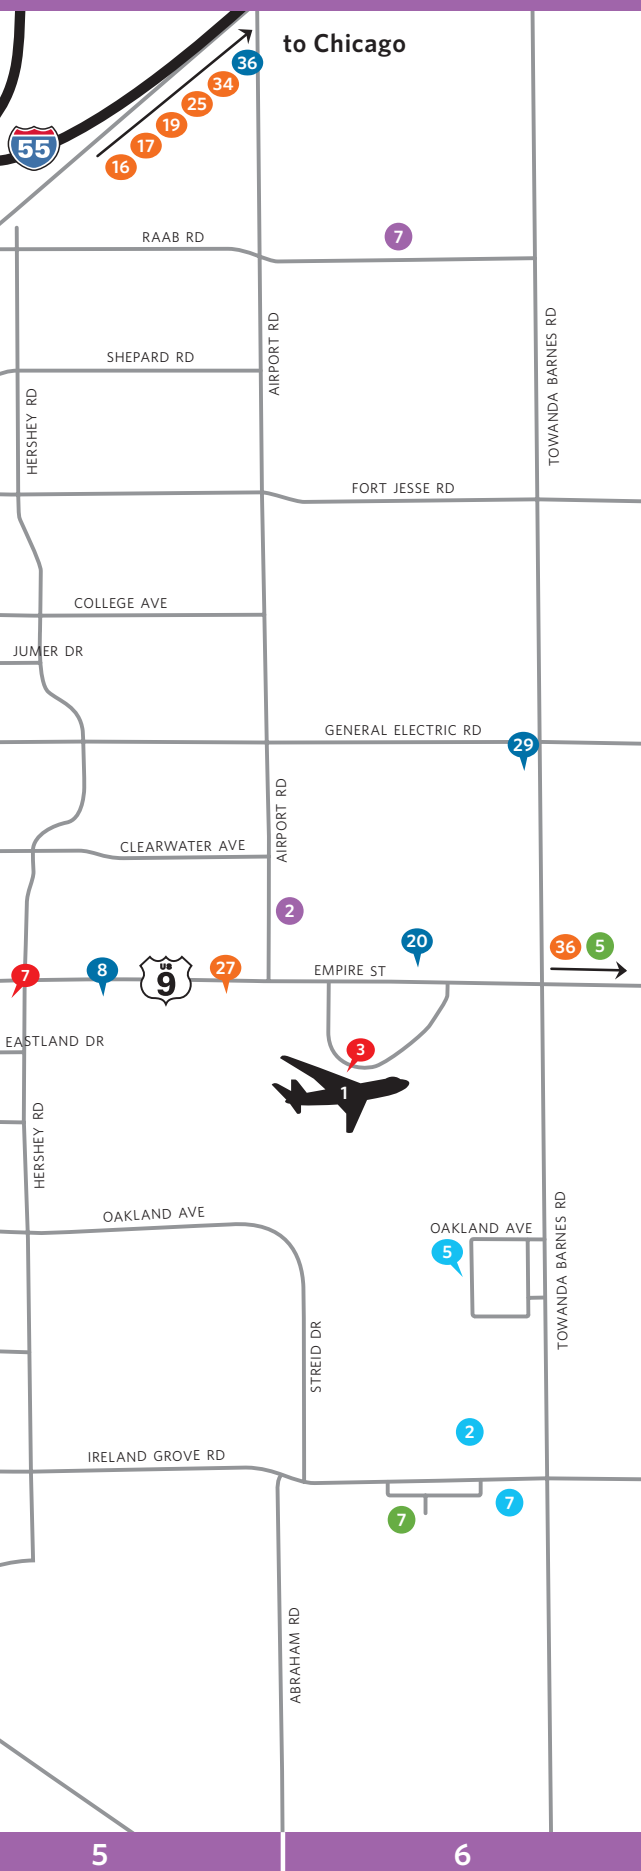 to Chicago
36
34
25
19
17
16
55
RAAB RD
7
AIRPORT RD
TOWANDA BARNES RD
SHEPARD RD
HERSHEY RD
FORT JESSE RD
COLLEGE AVE
JUMER DR
GENERAL ELECTRIC RD
29
AIRPORT RD
CLEARWATER AVE
2
20
36
5
7
8
US
9
27
EMPIRE ST
EASTLAND DR
3
1
HERSHEY RD
OAKLAND AVE
OAKLAND AVE
TOWANDA BARNES RD
5
STREID DR
2
IRELAND GROVE RD
7
7
ABRAHAM RD
5
6